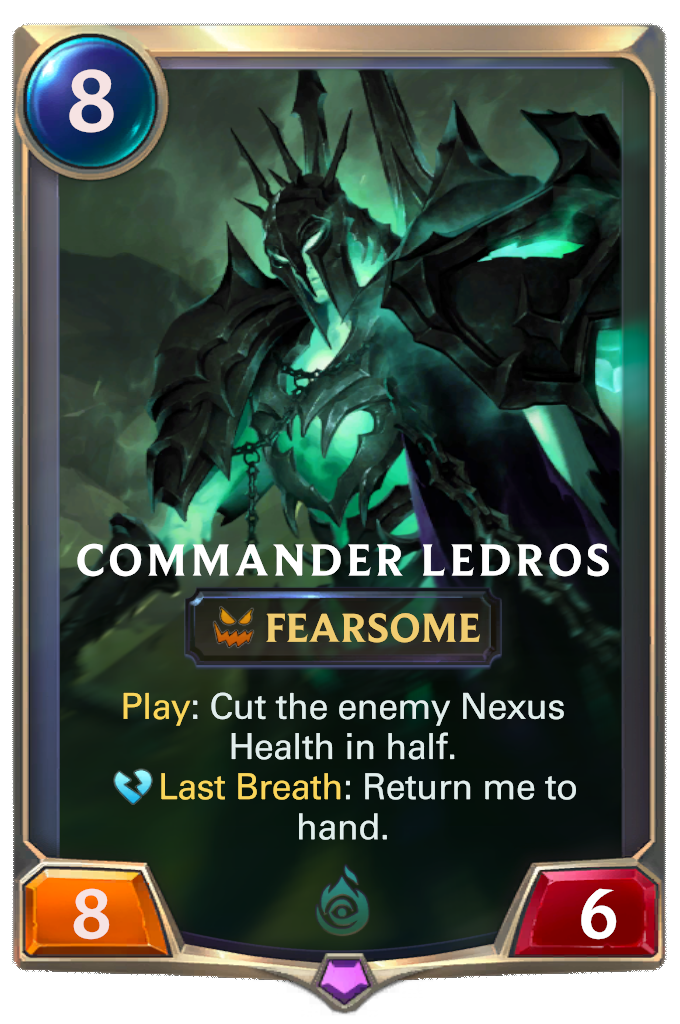 8
COMMANDER LEDROS
FEARSOME
Play: Cut the enemy Nexus
Health in half.
Last Breath: Return me to
hand.
8
6